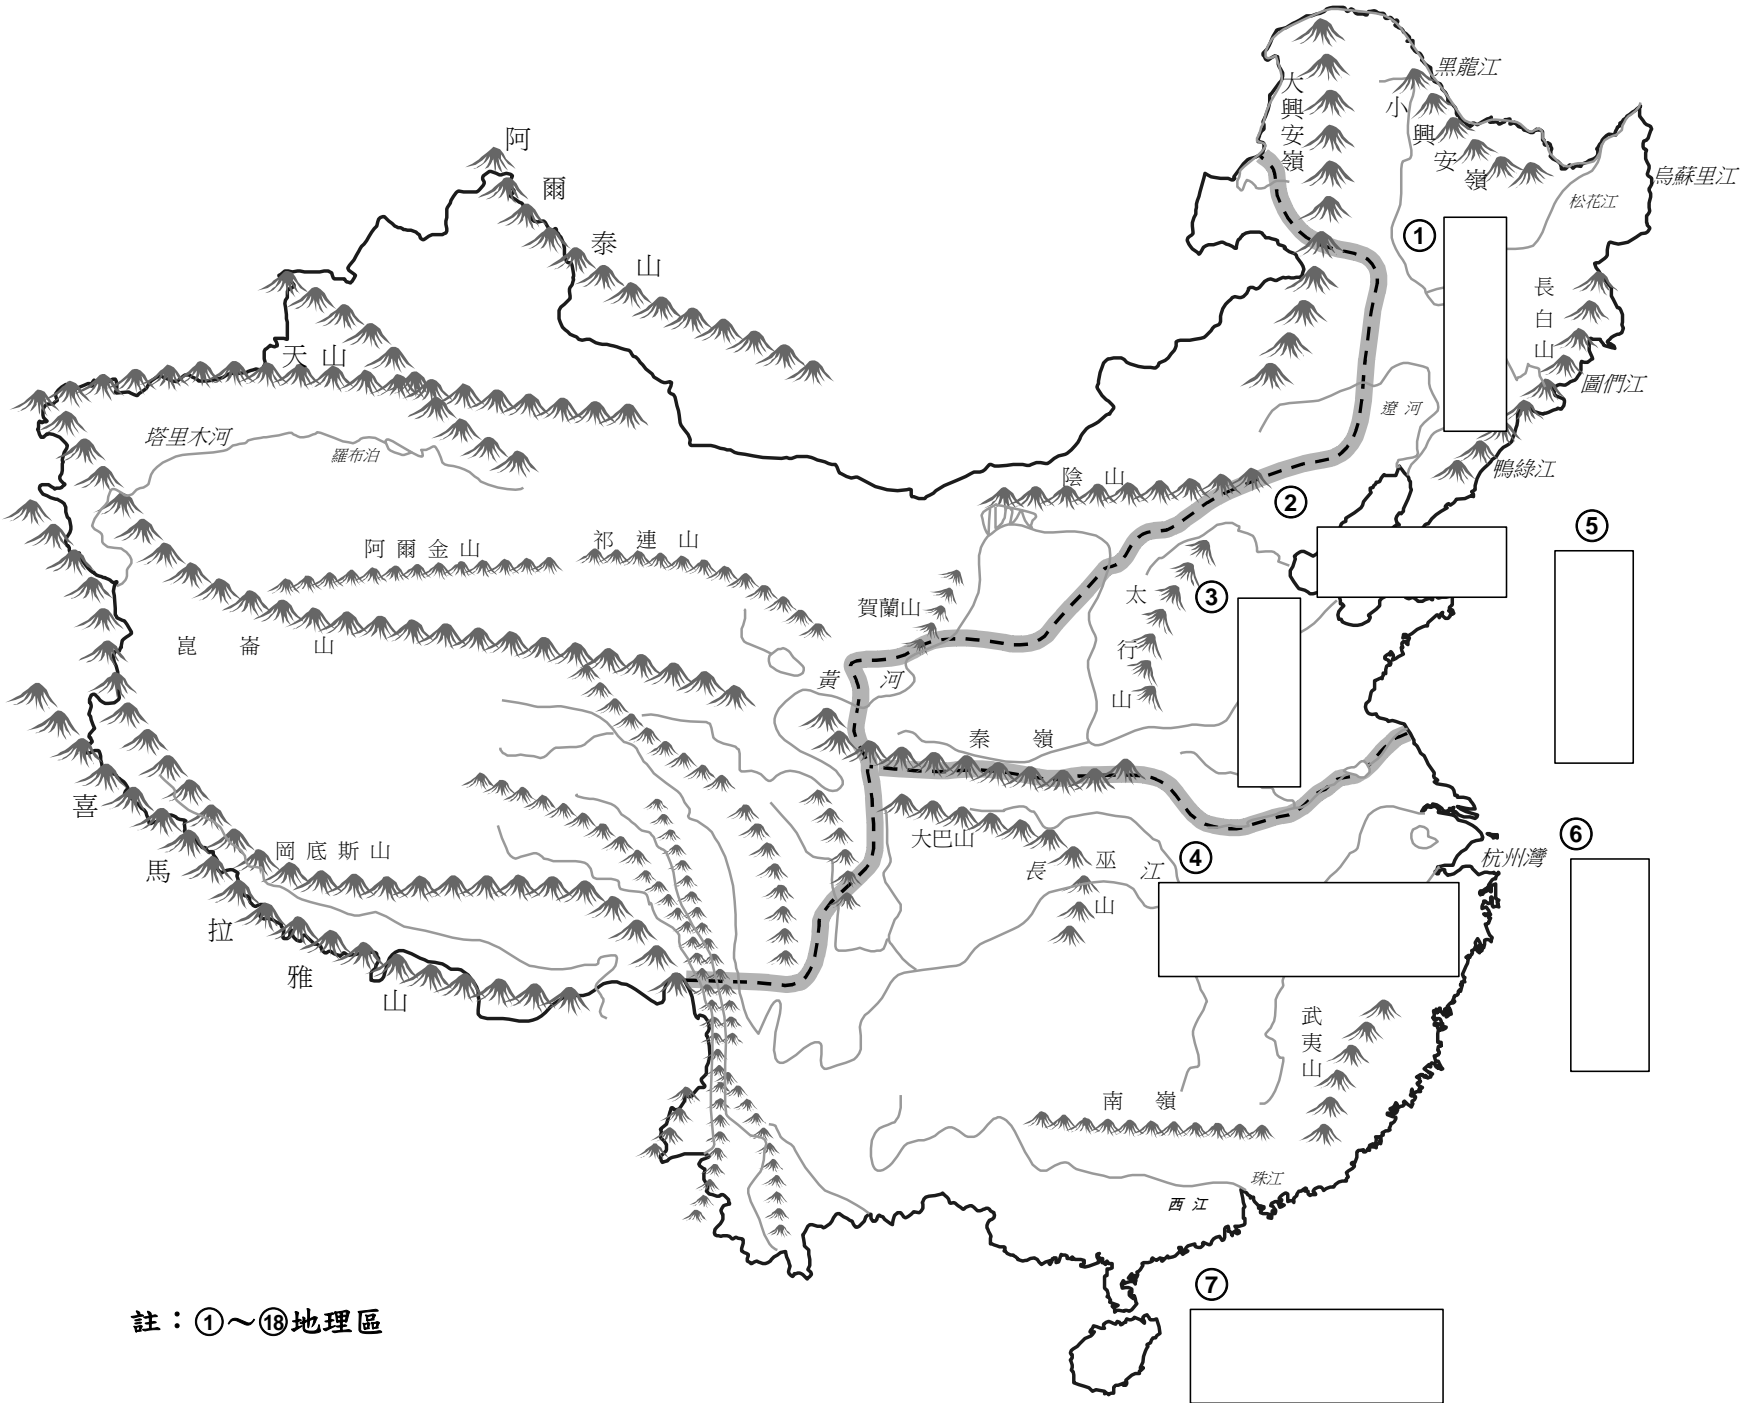 黑龍江
大興安嶺
小興安嶺
烏蘇里江
松花江
①
阿爾泰山
長白山
天山
圖們江
遼河
塔里木河
羅布泊
鴨綠江
陰山
②
⑤
阿爾金山
祁連山
太行山
③
賀蘭山
崑崙山
黃河
秦嶺
喜馬拉雅山
大巴山
④
⑥
杭州灣
岡底斯山
巫山
長江
武夷山
南嶺
珠江
西江
⑦
註：①～⑱地理區